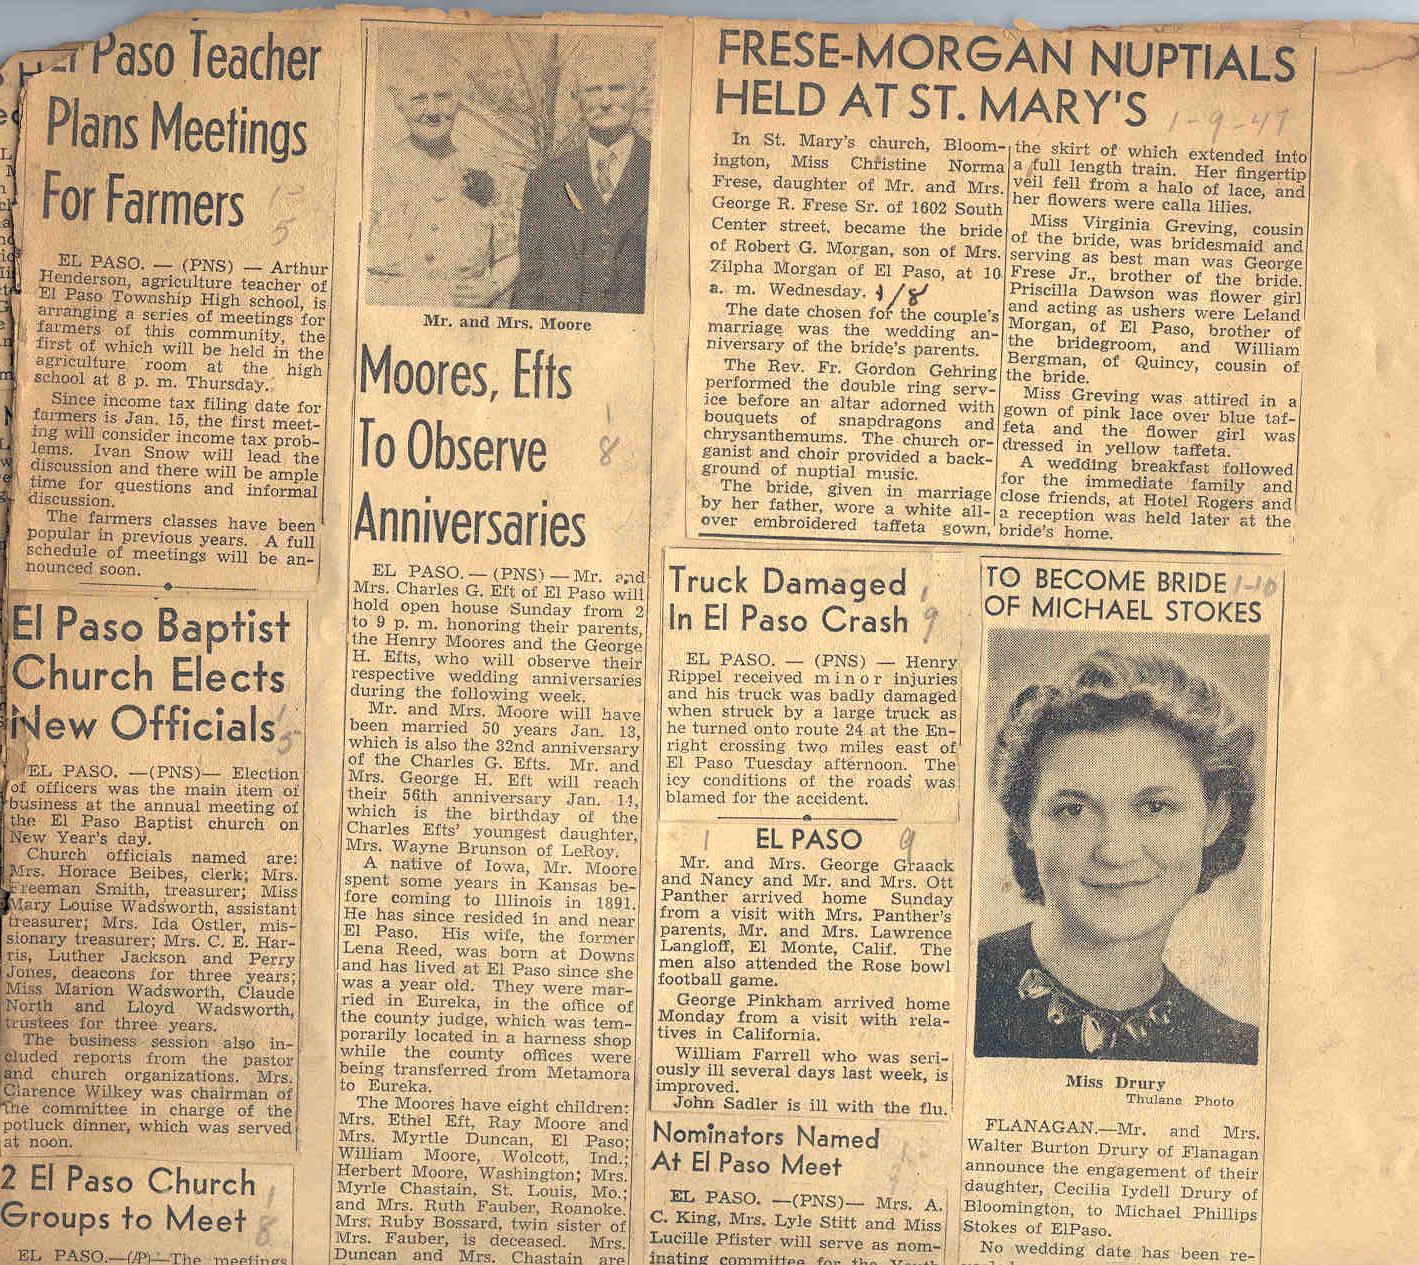 El Paso Teacher
Plans Meetings
For Farmers
1-
5
EL PASO. — (PNS) — Arthur
Henderson, agriculture teacher of
El Paso Township High school, is
arranging a series of meetings for
farmers of this community, the
first of which will be held in the
agriculture room at the high
school at 8 p. m. Thursday.
Since income tax filing date for
farmers is Jan. 15, the first meet-
ing will consider income tax prob-
lems. Ivan Snow will lead the
discussion and there will be ample
time for questions and informal
discussion.
The farmers classes have been
popular in previous years. A full
schedule of meetings will be an-
nounced soon.
El Paso Baptist
Church Elects
New Officials
EL PASO. —(PNS)— Election
of officers was the main item of
business at the annual meeting of
the El Paso Baptist church on
New Year's day.
Church officials named are:
Mrs. Horace Beibes, clerk; Mrs.
Freeman Smith, treasurer; Miss
Mary Louise Wadsworth, assistant
treasurer; Mrs. Ida Ostler, mis-
sionary treasurer; Mrs. C. E. Har-
ris, Luther Jackson and Perry
Jones, deacons for three years;
Miss Marion Wadsworth, Claude
North and Lloyd Wadsworth,
trustees for three years.
The business session also in-
cluded reports from the pastor
and church organizations. Mrs.
Clarence Wilkey was chairman of
the committee in charge of the
potluck dinner, which was served
at noon.
2 El Paso Church
Groups to Meet
1
8
EL PASO.—(AP)—The meetings
Mr. and Mrs. Moore
Moores, Efts
To Observe
Anniversaries
1
8
EL PASO. — (PNS) — Mr. and
Mrs. Charles G. Eft of El Paso will
hold open house Sunday from 2
to 9 p. m. honoring their parents,
the Henry Moores and the George
H. Efts, who will observe their
respective wedding anniversaries
during the following week.
Mr. and Mrs. Moore will have
been married 50 years Jan. 13,
which is also the 32nd anniversary
of the Charles G. Efts. Mr. and
Mrs. George H. Eft will reach
their 56th anniversary Jan. 14,
which is the birthday of the
Charles Efts' youngest daughter,
Mrs. Wayne Brunson of LeRoy.
A native of Iowa, Mr. Moore
spent some years in Kansas be-
fore coming to Illinois in 1891.
He has since resided in and near
El Paso. His wife, the former
Lena Reed, was born at Downs
and has lived at El Paso since she
was a year old. They were mar-
ried in Eureka, in the office of
the county judge, which was tem-
porarily located in a harness shop
while the county offices were
being transferred from Metamora
to Eureka.
The Moores have eight children:
Mrs. Ethel Eft, Ray Moore and
Mrs. Myrtle Duncan, El Paso;
William Moore, Wolcott, Ind.;
Herbert Moore, Washington; Mrs.
Myrle Chastain, St. Louis, Mo.;
and Mrs. Ruth Fauber, Roanoke.
Mrs. Ruby Bossard, twin sister of
Mrs. Fauber, is deceased. Mrs.
Duncan and Mrs. Chastain are
FRESE-MORGAN NUPTIALS
HELD AT ST. MARY'S
1-9-47
In St. Mary's church, Bloom-
ington, Miss Christine Norma
Frese, daughter of Mr. and Mrs.
George R. Frese Sr. of 1602 South
Center street, became the bride
of Robert G. Morgan, son of Mrs.
Zilpha Morgan of El Paso, at 10
a. m. Wednesday. 1/8
The date chosen for the couple's
marriage was the wedding an-
niversary of the bride's parents.
The Rev. Fr. Gordon Gehring
performed the double ring serv-
ice before an altar adorned with
bouquets of snapdragons and
chrysanthemums. The church or-
ganist and choir provided a back-
ground of nuptial music.
The bride, given in marriage
by her father, wore a white all-
over embroidered taffeta gown,
the skirt of which extended into
a full length train. Her fingertip
veil fell from a halo of lace, and
her flowers were calla lilies.
Miss Virginia Greving, cousin
of the bride, was bridesmaid and
serving as best man was George
Frese Jr., brother of the bride.
Priscilla Dawson was flower girl
and acting as ushers were Leland
Morgan, of El Paso, brother of
the bridegroom, and William
Bergman, of Quincy, cousin of
the bride.
Miss Greving was attired in a
gown of pink lace over blue taf-
feta and the flower girl was
dressed in yellow taffeta.
A wedding breakfast followed
for the immediate family and
close friends, at Hotel Rogers and
a reception was held later at the
bride's home.
Truck Damaged
In El Paso Crash
1
9
EL PASO. — (PNS) — Henry
Rippel received minor injuries
and his truck was badly damaged
when struck by a large truck as
he turned onto route 24 at the En-
right crossing two miles east of
El Paso Tuesday afternoon. The
icy conditions of the roads was
blamed for the accident.
1 EL PASO 9
Mr. and Mrs. George Graack
and Nancy and Mr. and Mrs. Ott
Panther arrived home Sunday
from a visit with Mrs. Panther's
parents, Mr. and Mrs. Lawrence
Langloff, El Monte, Calif. The
men also attended the Rose bowl
football game.
George Pinkham arrived home
Monday from a visit with rela-
tives in California.
William Farrell who was seri-
ously ill several days last week, is
improved.
John Sadler is ill with the flu.
Nominators Named
At El Paso Meet
EL PASO. —(PNS)— Mrs. A.
C. King, Mrs. Lyle Stitt and Miss
Lucille Pfister will serve as nom-
inating committee for the Youth
TO BECOME BRIDE 1-10
OF MICHAEL STOKES
Miss Drury
Thulane Photo
FLANAGAN.—Mr. and Mrs.
Walter Burton Drury of Flanagan
announce the engagement of their
daughter, Cecilia Iydell Drury of
Bloomington, to Michael Phillips
Stokes of ElPaso.
No wedding date has been re-